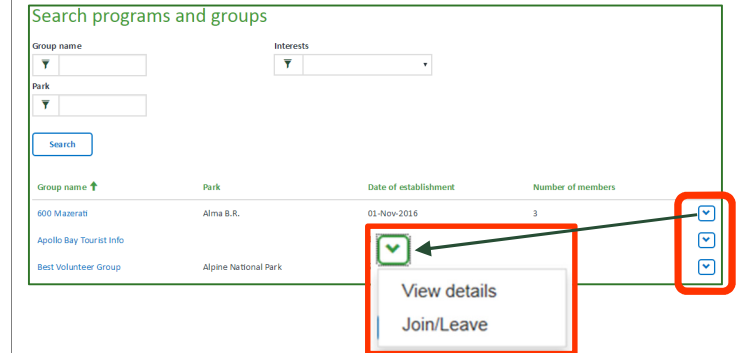 Search programs and groups
Group name Interests
Park
Search
Group name Park Date of establishment Number of members
600 Mazerati Alma B.R. 01-Nov-2016 3
Apollo Bay Tourist Info
Best Volunteer Group Alpine National Park
View details
Join/Leave